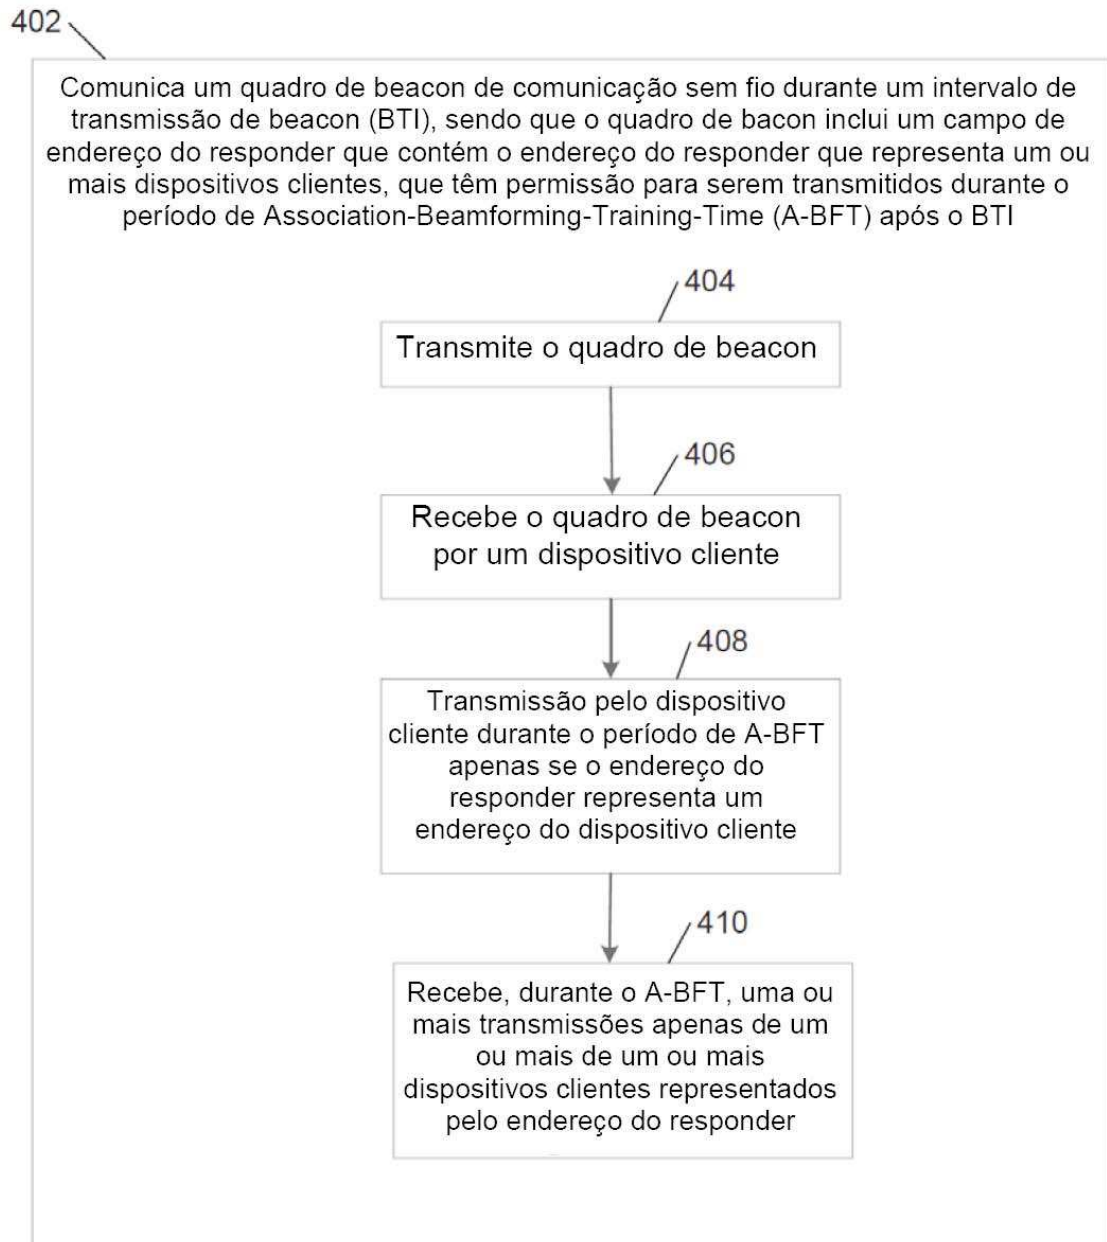 402
Comunica um quadro de beacon de comunicação sem fio durante um intervalo de
transmissão de beacon (BTI), sendo que o quadro de bacon inclui um campo de
endereço do responder que contém o endereço do responder que representa um ou
mais dispositivos clientes, que têm permissão para serem transmitidos durante o
período de Association-Beamforming-Training-Time (A-BFT) após o BTI
404
Transmite o quadro de beacon
406
Recebe o quadro de beacon
por um dispositivo cliente
408
Transmissão pelo dispositivo
cliente durante o período de A-BFT
apenas se o endereço do
responder representa um
endereço do dispositivo cliente
410
Recebe, durante o A-BFT, uma ou
mais transmissões apenas de um
ou mais de um ou mais
dispositivos clientes representados
pelo endereço do responder